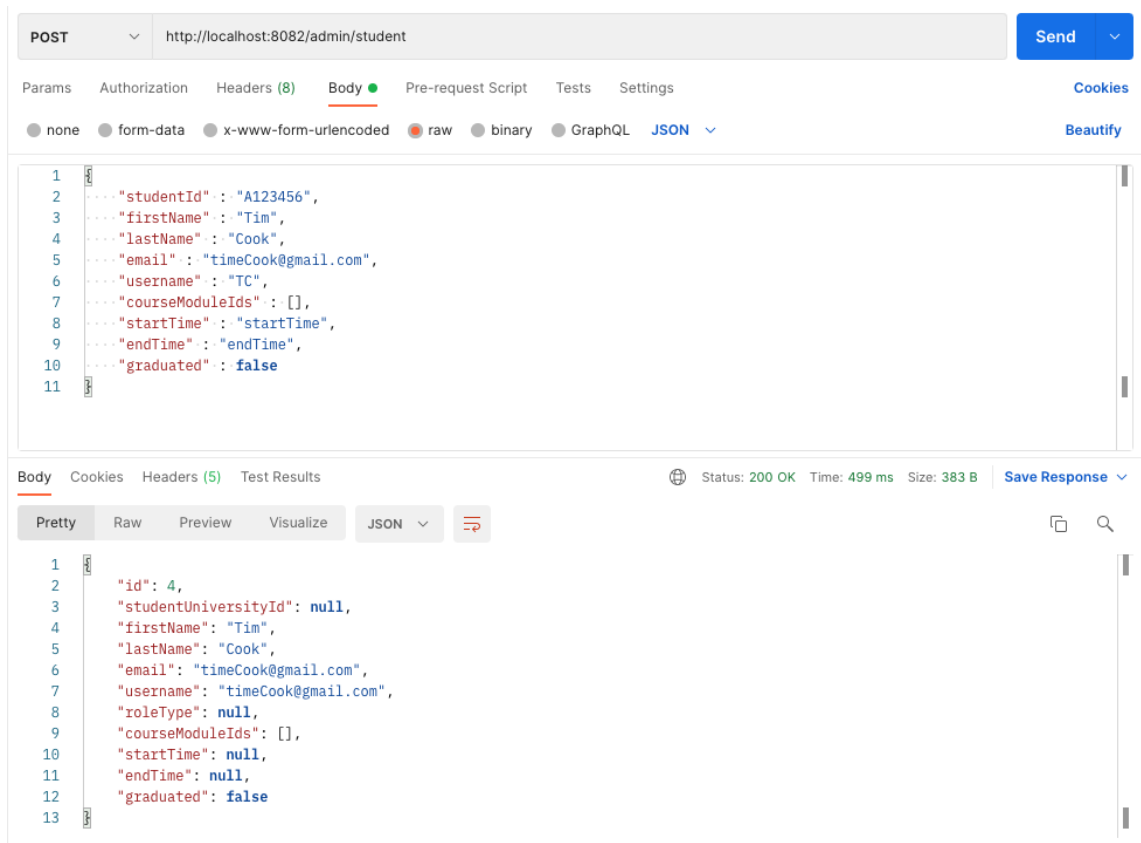 POST http://localhost:8082/admin/student Send
Params Authorization Headers (8) Body Pre-request Script Tests Settings Cookies
none form-data x-www-form-urlencoded raw binary GraphQL JSON Beautify
1 {
2 "studentId" : "A123456",
3 "firstName" : "Tim",
4 "lastName" : "Cook",
5 "email" : "timeCook@gmail.com",
6 "username" : "TC",
7 "courseModuleIds" : [],
8 "startTime" : "startTime",
9 "endTime" : "endTime",
10 "graduated" : false
11 }
Body Cookies Headers (5) Test Results Status: 200 OK Time: 499 ms Size: 383 B Save Response
Pretty Raw Preview Visualize JSON
1 {
2 "id": 4,
3 "studentUniversityId": null,
4 "firstName": "Tim",
5 "lastName": "Cook",
6 "email": "timeCook@gmail.com",
7 "username": "timeCook@gmail.com",
8 "roleType": null,
9 "courseModuleIds": [],
10 "startTime": null,
11 "endTime": null,
12 "graduated": false
13 }